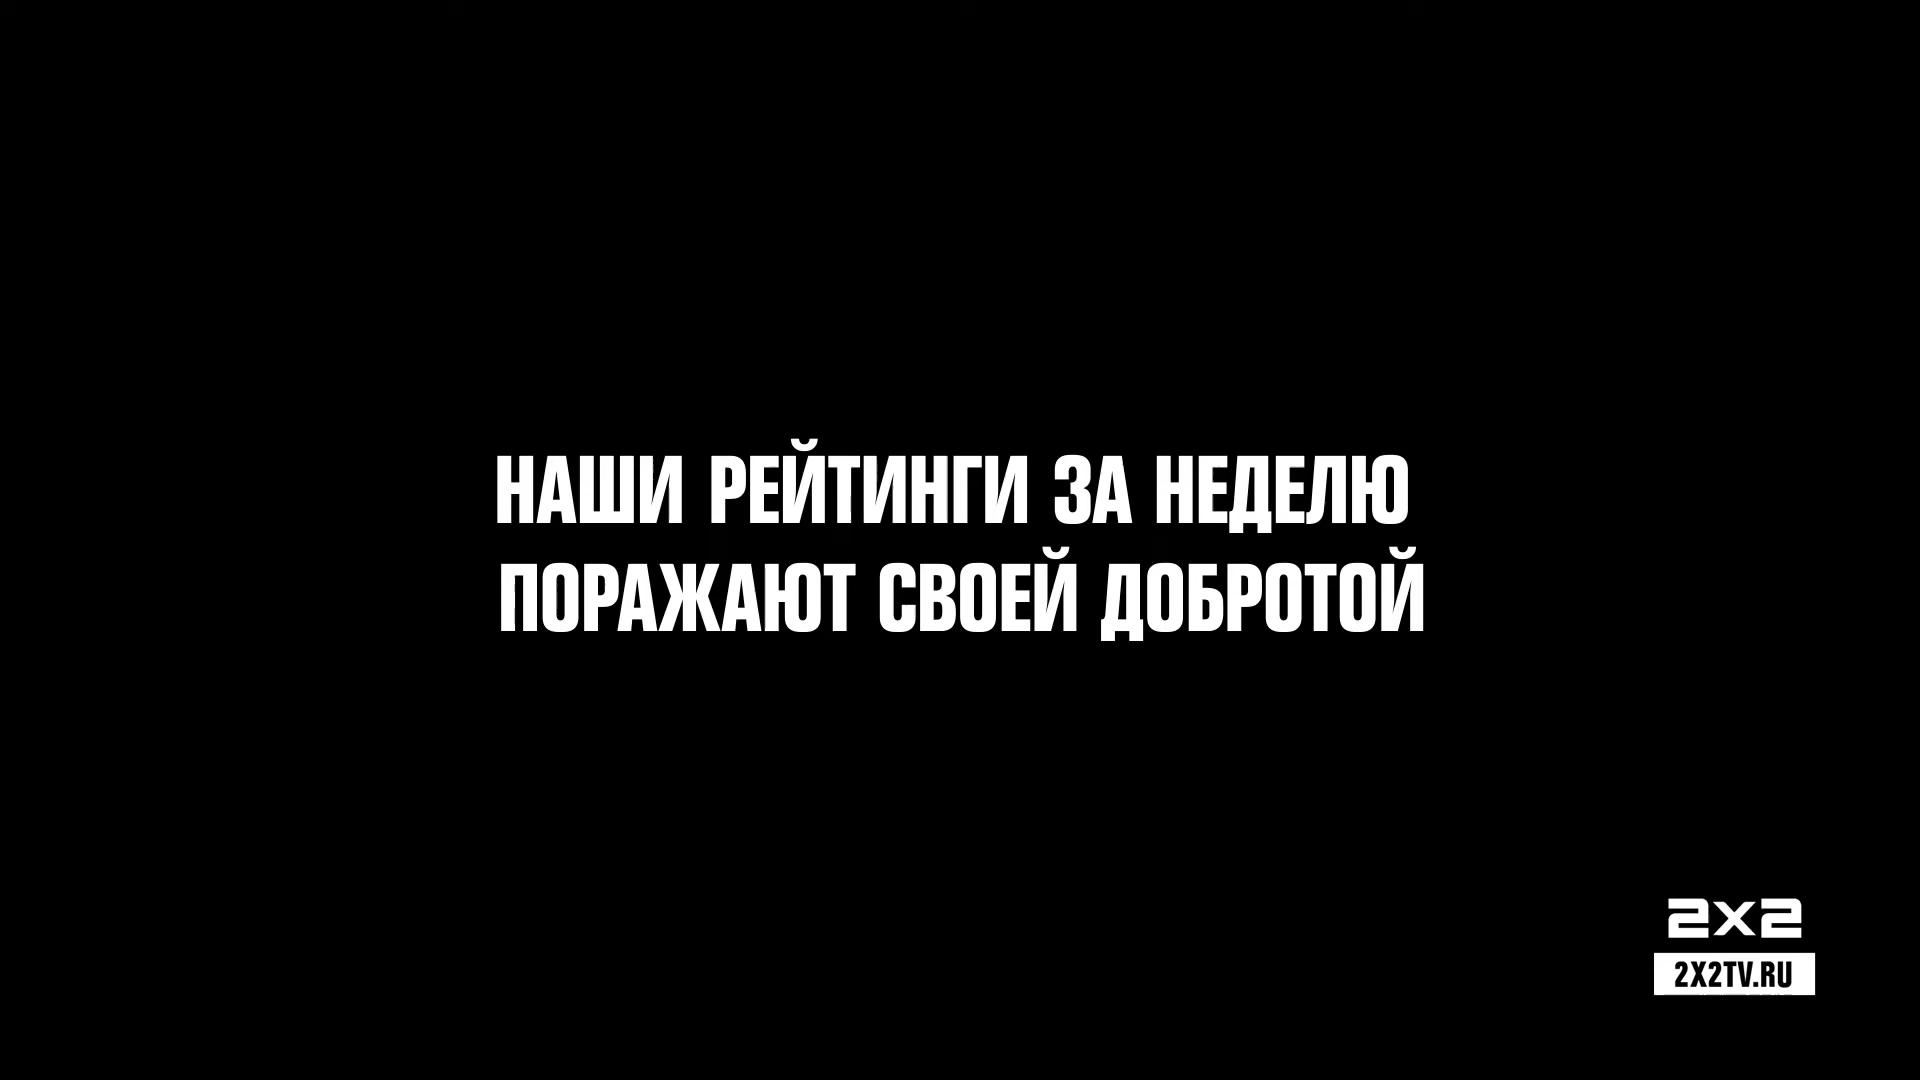 НАШИ РЕЙТИНГИ ЗА НЕДЕЛЮ
ПОРАЖАЮТ СВОЕЙ ДОБРОТОЙ
2X2
2X2TV.RU